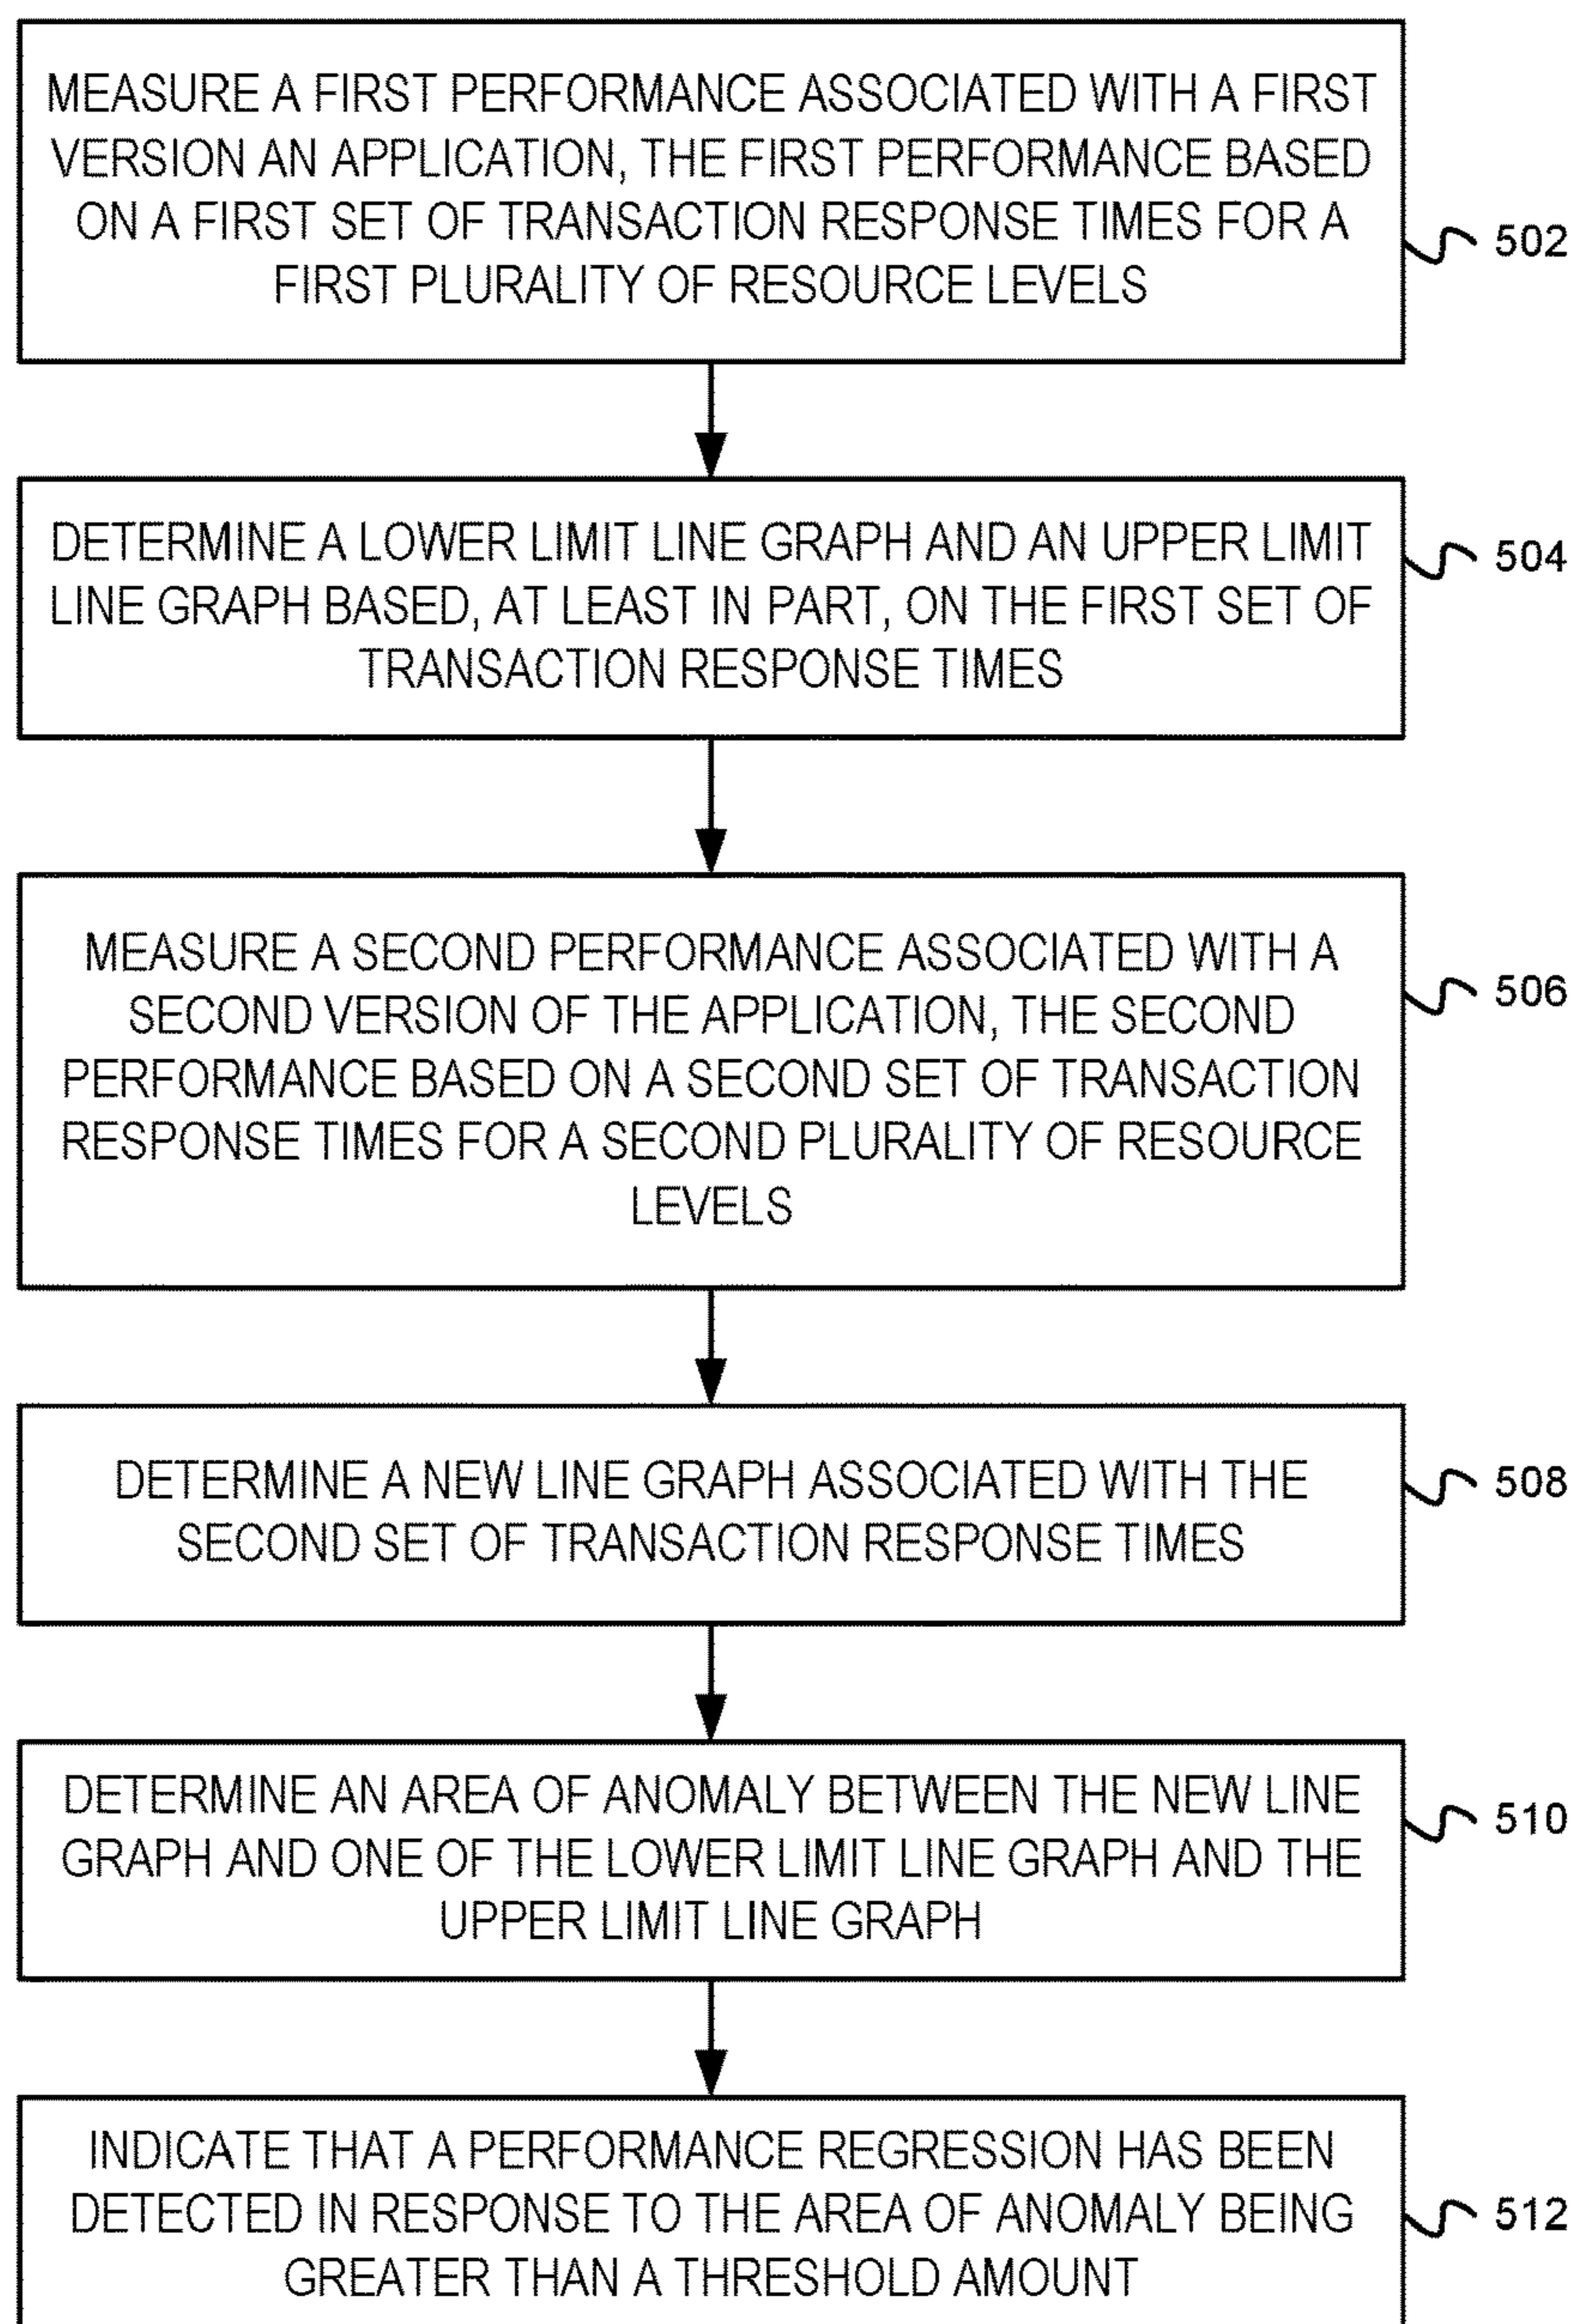 MEASURE A FIRST PERFORMANCE ASSOCIATED WITH A FIRST
VERSION AN APPLICATION, THE FIRST PERFORMANCE BASED
ON A FIRST SET OF TRANSACTION RESPONSE TIMES FOR A
FIRST PLURALITY OF RESOURCE LEVELS
502
DETERMINE A LOWER LIMIT LINE GRAPH AND AN UPPER LIMIT
LINE GRAPH BASED, AT LEAST IN PART, ON THE FIRST SET OF
TRANSACTION RESPONSE TIMES
504
MEASURE A SECOND PERFORMANCE ASSOCIATED WITH A
SECOND VERSION OF THE APPLICATION, THE SECOND
PERFORMANCE BASED ON A SECOND SET OF TRANSACTION
RESPONSE TIMES FOR A SECOND PLURALITY OF RESOURCE
LEVELS
506
DETERMINE A NEW LINE GRAPH ASSOCIATED WITH THE
SECOND SET OF TRANSACTION RESPONSE TIMES
508
DETERMINE AN AREA OF ANOMALY BETWEEN THE NEW LINE
GRAPH AND ONE OF THE LOWER LIMIT LINE GRAPH AND THE
UPPER LIMIT LINE GRAPH
510
INDICATE THAT A PERFORMANCE REGRESSION HAS BEEN
DETECTED IN RESPONSE TO THE AREA OF ANOMALY BEING
GREATER THAN A THRESHOLD AMOUNT
512